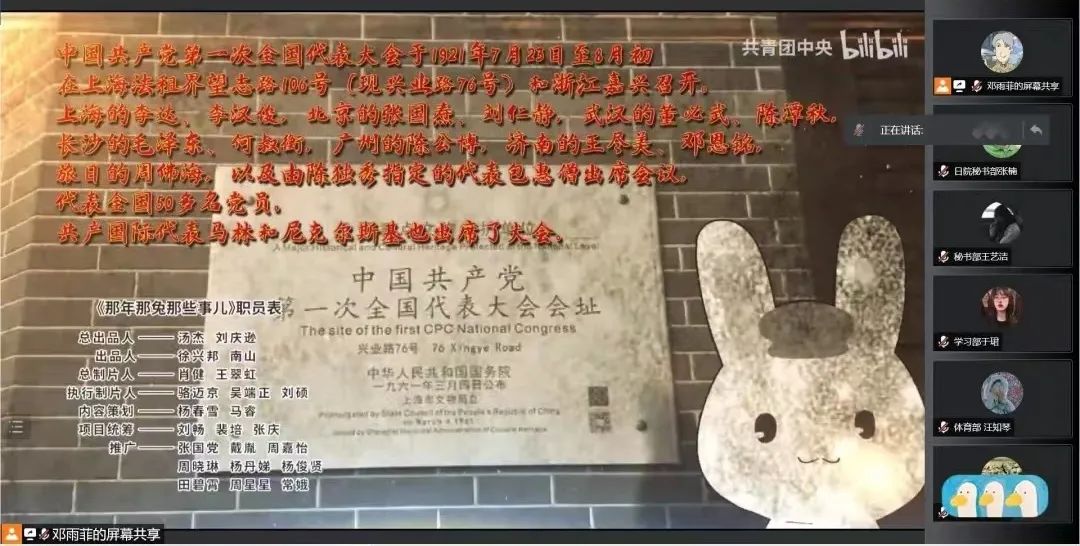 中国共产党第一次全国代表大会于1921年7月23日至8月初
在上海法租界望志路106号（现兴业路76号）和浙江嘉兴召开。
上海的李达、李汉俊，北京的张国焘、刘仁静，武汉的董必武、陈潭秋，
长沙的毛泽东、何叔衡，广州的陈公博，济南的王尽美、邓恩铭，
旅日的周佛海，以及由陈独秀指定的代表包惠僧出席会议，
代表全国50多名党员。
共产国际代表马林和尼克尔斯基也出席了大会。
共青团中央 bilibili
中国共产党
第一次全国代表大会会址
The site of the first CPC National Congress
兴业路76号 76 Xingye Road
中华人民共和国国务院
一九六一年三月四日公布
上海市文物局立
Promulgated by State Council of the People's Republic of China
on March 4 1961
《那年那兔那些事儿》职员表
总出品人 —— 汤杰 刘庆逊
出品人 —— 徐兴邦 南山
总制片人 —— 肖健 王翠虹
执行制片人 —— 骆迈京 吴端正 刘硕
内容策划 —— 杨春雪 马睿
项目统筹 —— 刘畅 裴培 张庆
推广 —— 张国党 戴胤 周嘉怡
周晓琳 杨丹娣 杨俊贤
田碧霄 周星星 常娥
邓雨菲的屏幕共享
正在讲话:
邓雨菲的屏幕共享
日院秘书部张楠
秘书部王艺洁
学习部于珺
体育部 汪知琴